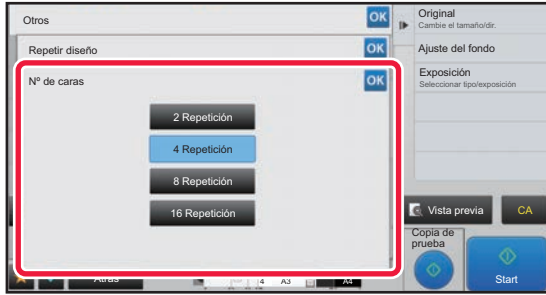 Otros
OK
Repetir diseño
OK
Nº de caras
OK
2 Repetición
4 Repetición
8 Repetición
16 Repetición
Original
Cambie el tamaño/dir.
Ajuste del fondo
Exposición
Seleccionar tipo/exposición
Vista previa
CA
Copia de
prueba
Start
Atrás
4
A3
A4